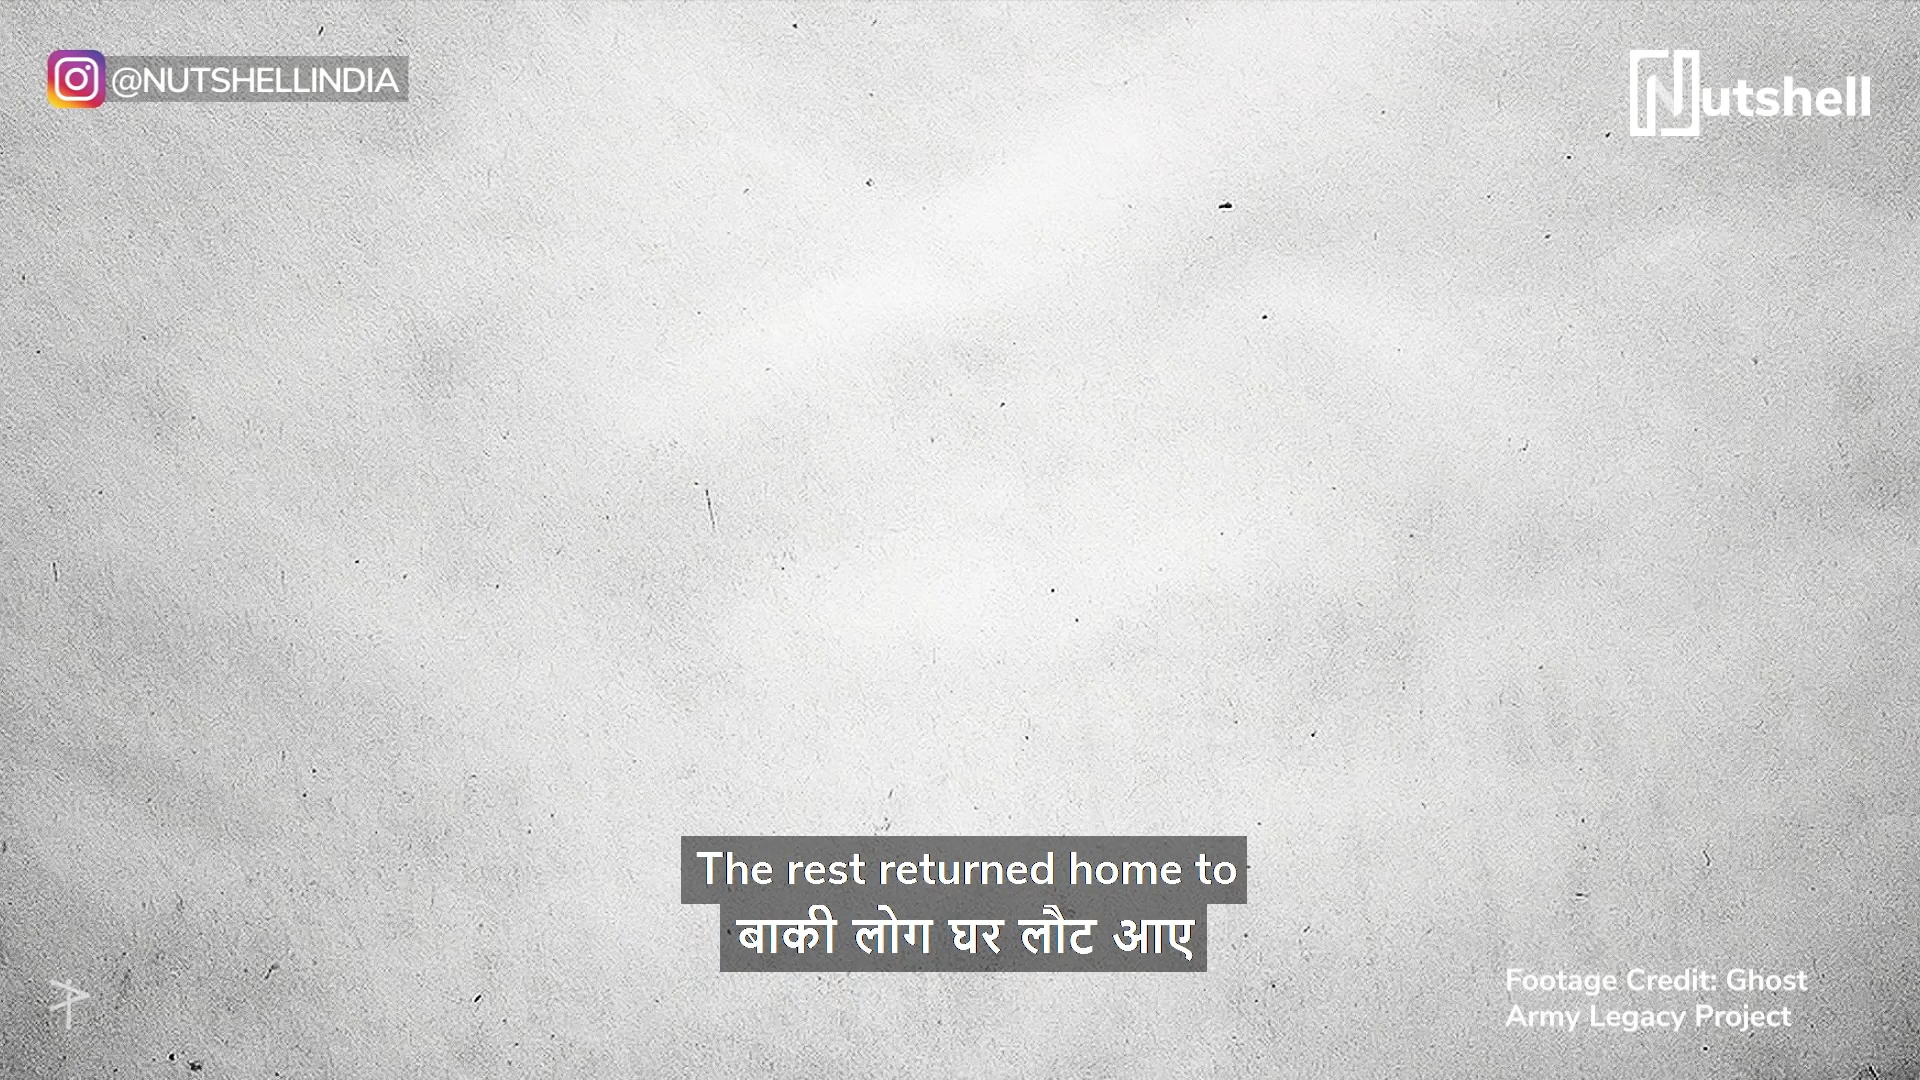 @NUTSHELLINDIA
Nutshell
The rest returned home to
बाकी लोग घर लौट आए
Footage Credit: Ghost
Army Legacy Project